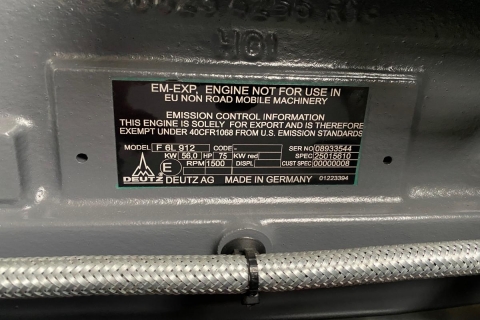 HOI
EM-EXP, ENGINE NOT FOR USE IN
EU NON ROAD MOBILE MACHINERY
EMISSION CONTROL INFORMATION
THIS ENGINE IS SOLELY FOR EXPORT AND IS THEREFORE
EXEMPT UNDER 40CFR1068 FROM U.S. EMISSION STANDARDS
MODEL F 6L 912 CODE - SER NO 08933544
KW 56,0 HP 75 KW red SPEC 25015810
E RPM 1500 DISPL CUST SPEC 00000008
DEUTZ DEUTZ AG MADE IN GERMANY 01223394